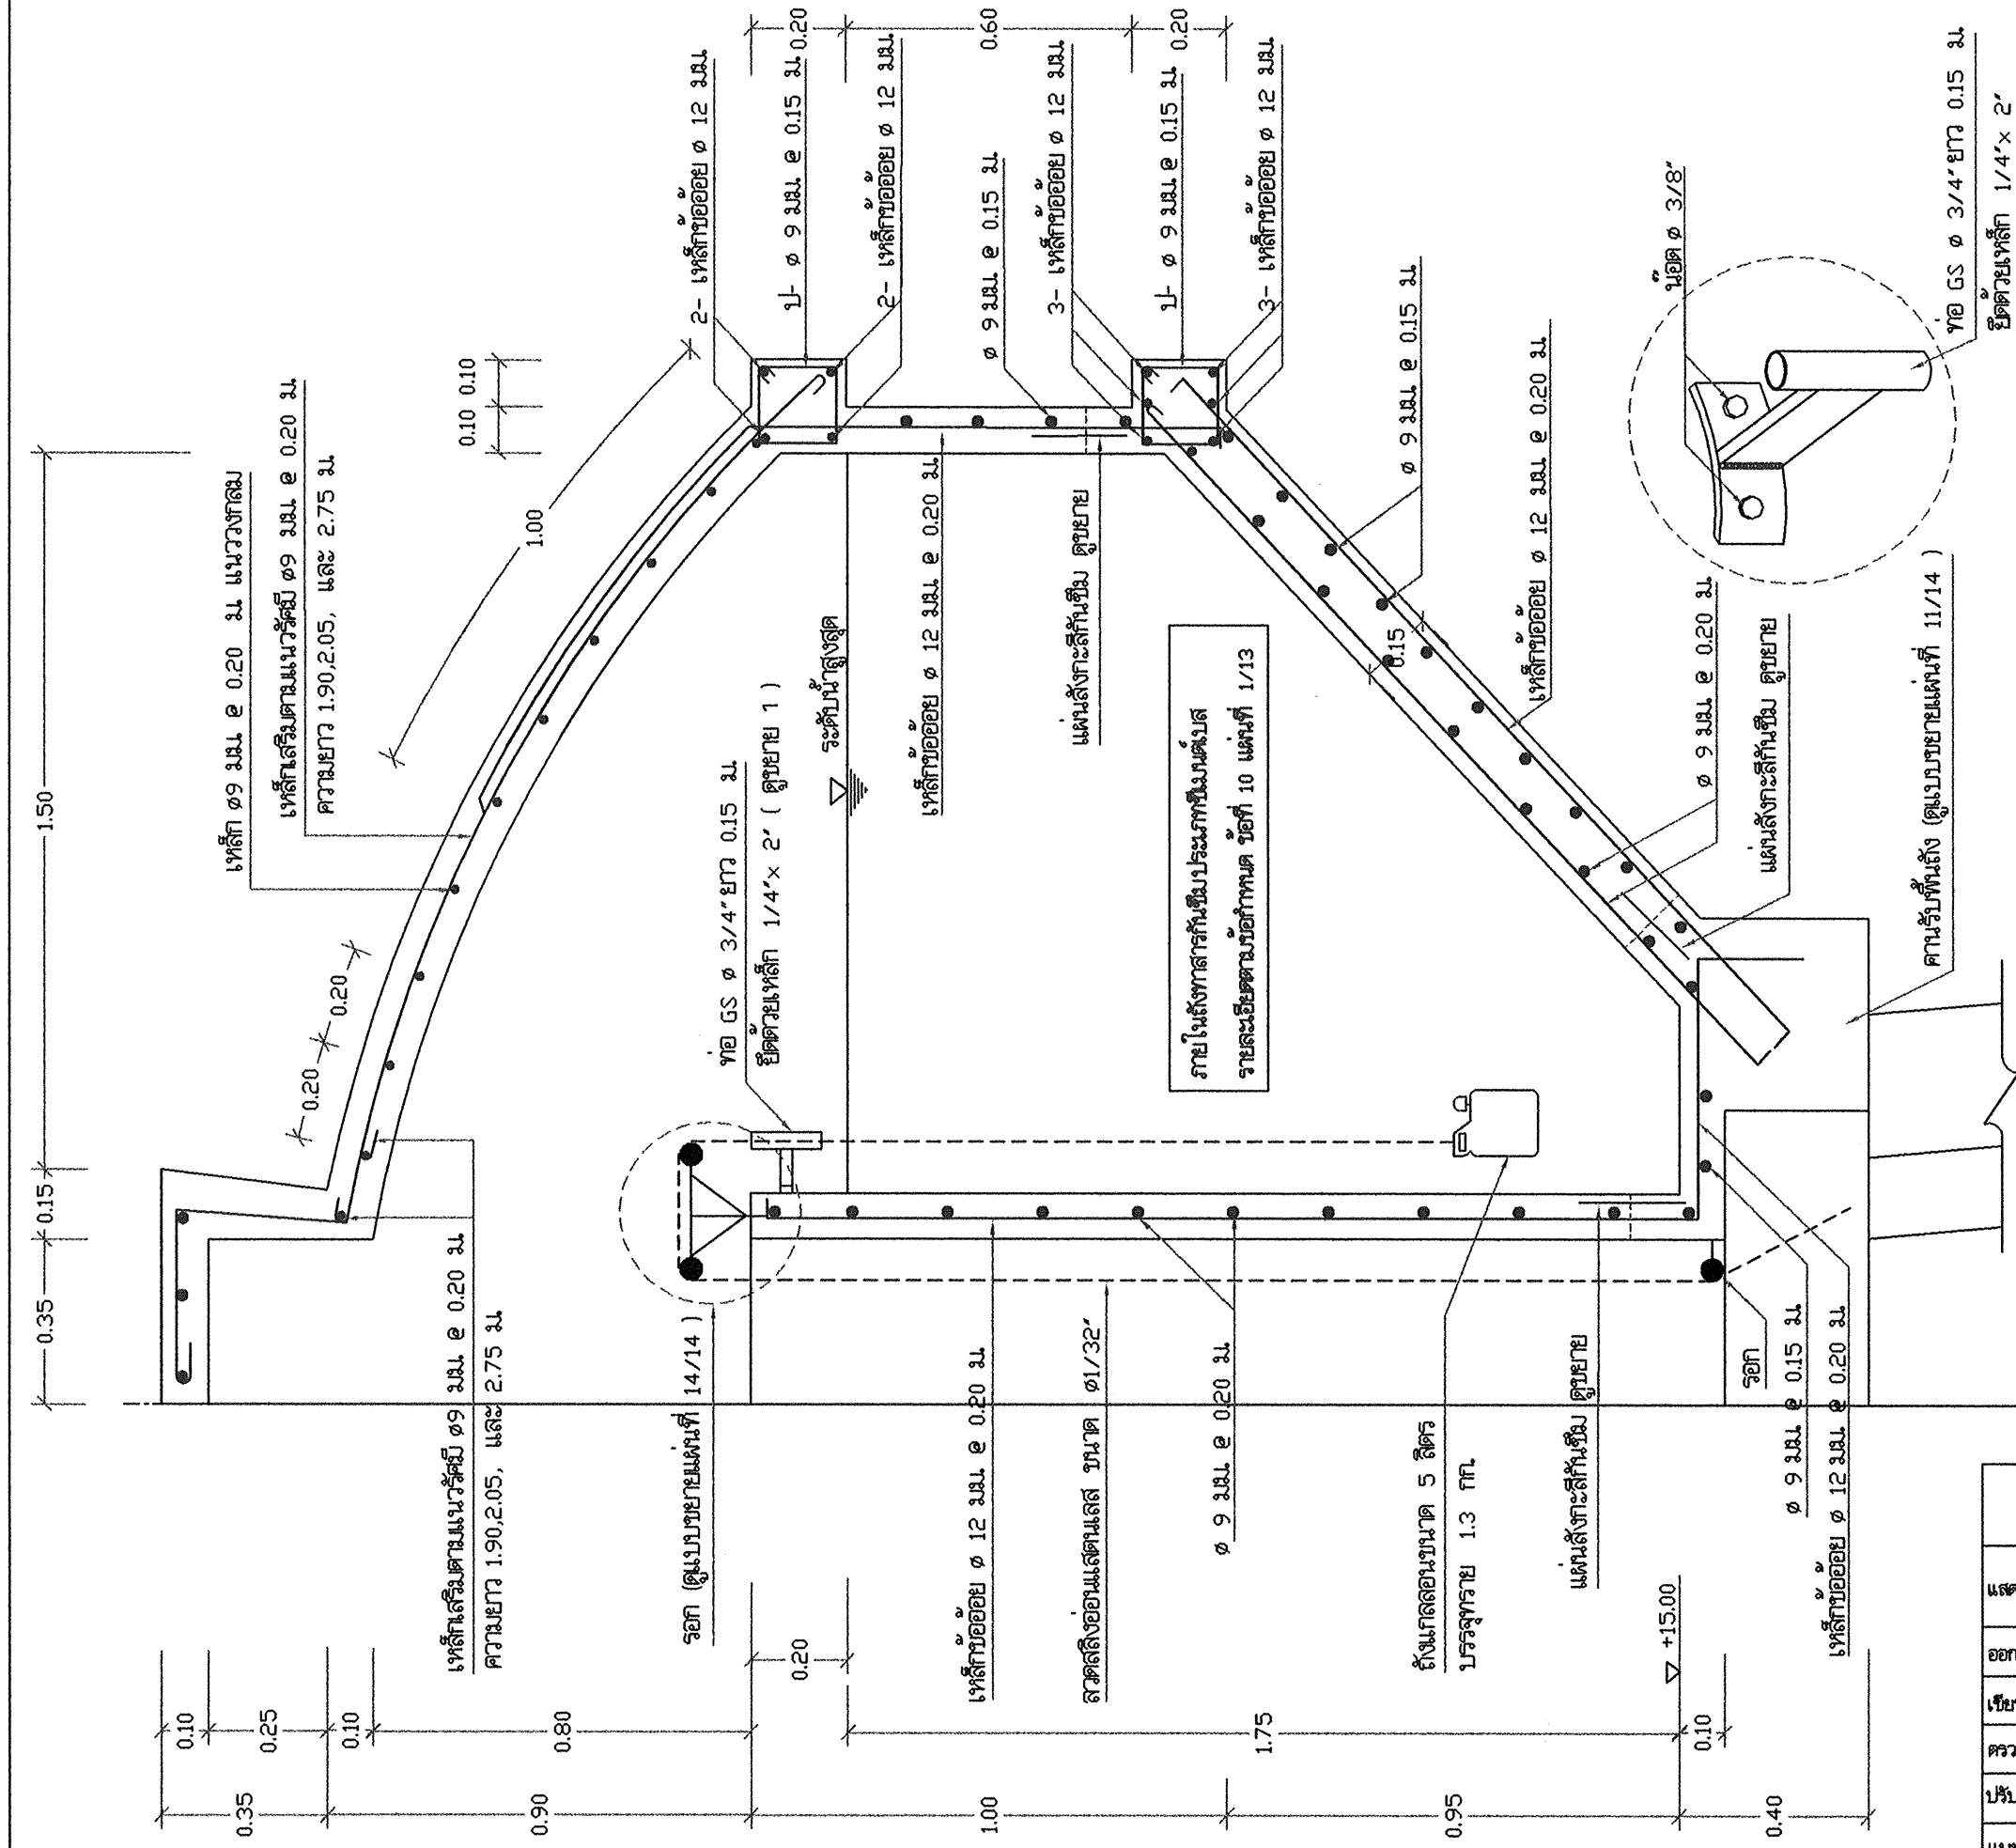 1.50
0.15
0.35
เหล็ก ø9 มม. @ 0.20 ม. แนววงกลม
เหล็กเสริมตามแนวรัศมี ø9 มม. @ 0.20 ม.
ความยาว 1.90,2.05, และ 2.75 ม.
0.10 0.10
1.00
0.20
0.20
2- เหล็กข้ออ้อย ø 12 มม.
ป- ø 9 มม. @ 0.15 ม.
2- เหล็กข้ออ้อย ø 12 มม.
ø 9 มม. @ 0.15 ม.
3- เหล็กข้ออ้อย ø 12 มม.
ป- ø 9 มม. @ 0.15 ม.
3- เหล็กข้ออ้อย ø 12 มม.
0.20
0.60
0.20
ท่อ GS ø 3/4" ยาว 0.15 ม.
ยึดด้วยเหล็ก 1/4"x 2" ( ดูขยาย 1 )
ระดับน้ำสูงสุด
เหล็กข้ออ้อย ø 12 มม. @ 0.20 ม.
แผ่นสังกะสีกันซึม ดูขยาย
ภายในถังทาสารกันซึมประเภทซีเมนต์เบส
รายละเอียดตามข้อกำหนด ข้อที่ 10 แผ่นที่ 1/13
0.15
ø 9 มม. @ 0.15 ม.
เหล็กข้ออ้อย ø 12 มม. @ 0.20 ม.
ø 9 มม. @ 0.20 ม.
แผ่นสังกะสีกันซึม ดูขยาย
คานรับพื้นถัง (ดูแบบขยายแผ่นที่ 11/14 )
น๊อต ø 3/8"
ท่อ GS ø 3/4" ยาว 0.15 ม.
ยึดด้วยเหล็ก 1/4"x 2"
เหล็กเสริมตามแนวรัศมี ø9 มม. @ 0.20 ม.
ความยาว 1.90,2.05, และ 2.75 ม.
รอก (ดูแบบขยายแผ่นที่ 14/14 )
0.20
เหล็กข้ออ้อย ø 12 มม. @ 0.20 ม.
ลวดสลิงอ่อนแสตนเลส ขนาด ø1/32"
ø 9 มม. @ 0.20 ม.
ถังแกลลอนขนาด 5 ลิตร
บรรจุทราย 1.3 กก.
แผ่นสังกะสีกันซึม ดูขยาย
+15.00
รอก
ø 9 มม. @ 0.15 ม.
เหล็กข้ออ้อย ø 12 มม. @ 0.20 ม.
0.10
0.25
0.10
0.80
1.75
0.10
0.35
0.90
1.00
0.95
0.40